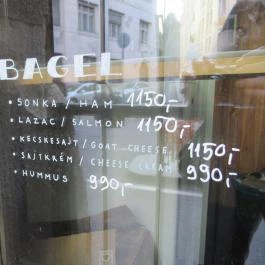 BAGEL
• SONKA / HAM 1150,-
• LAZAC / SALMON 1150,-
• KECSKESAJT / GOAT CHEESE 1150,-
• SAJTKRÉM / CHEESE CREAM 990,-
• HUMMUS 990,-